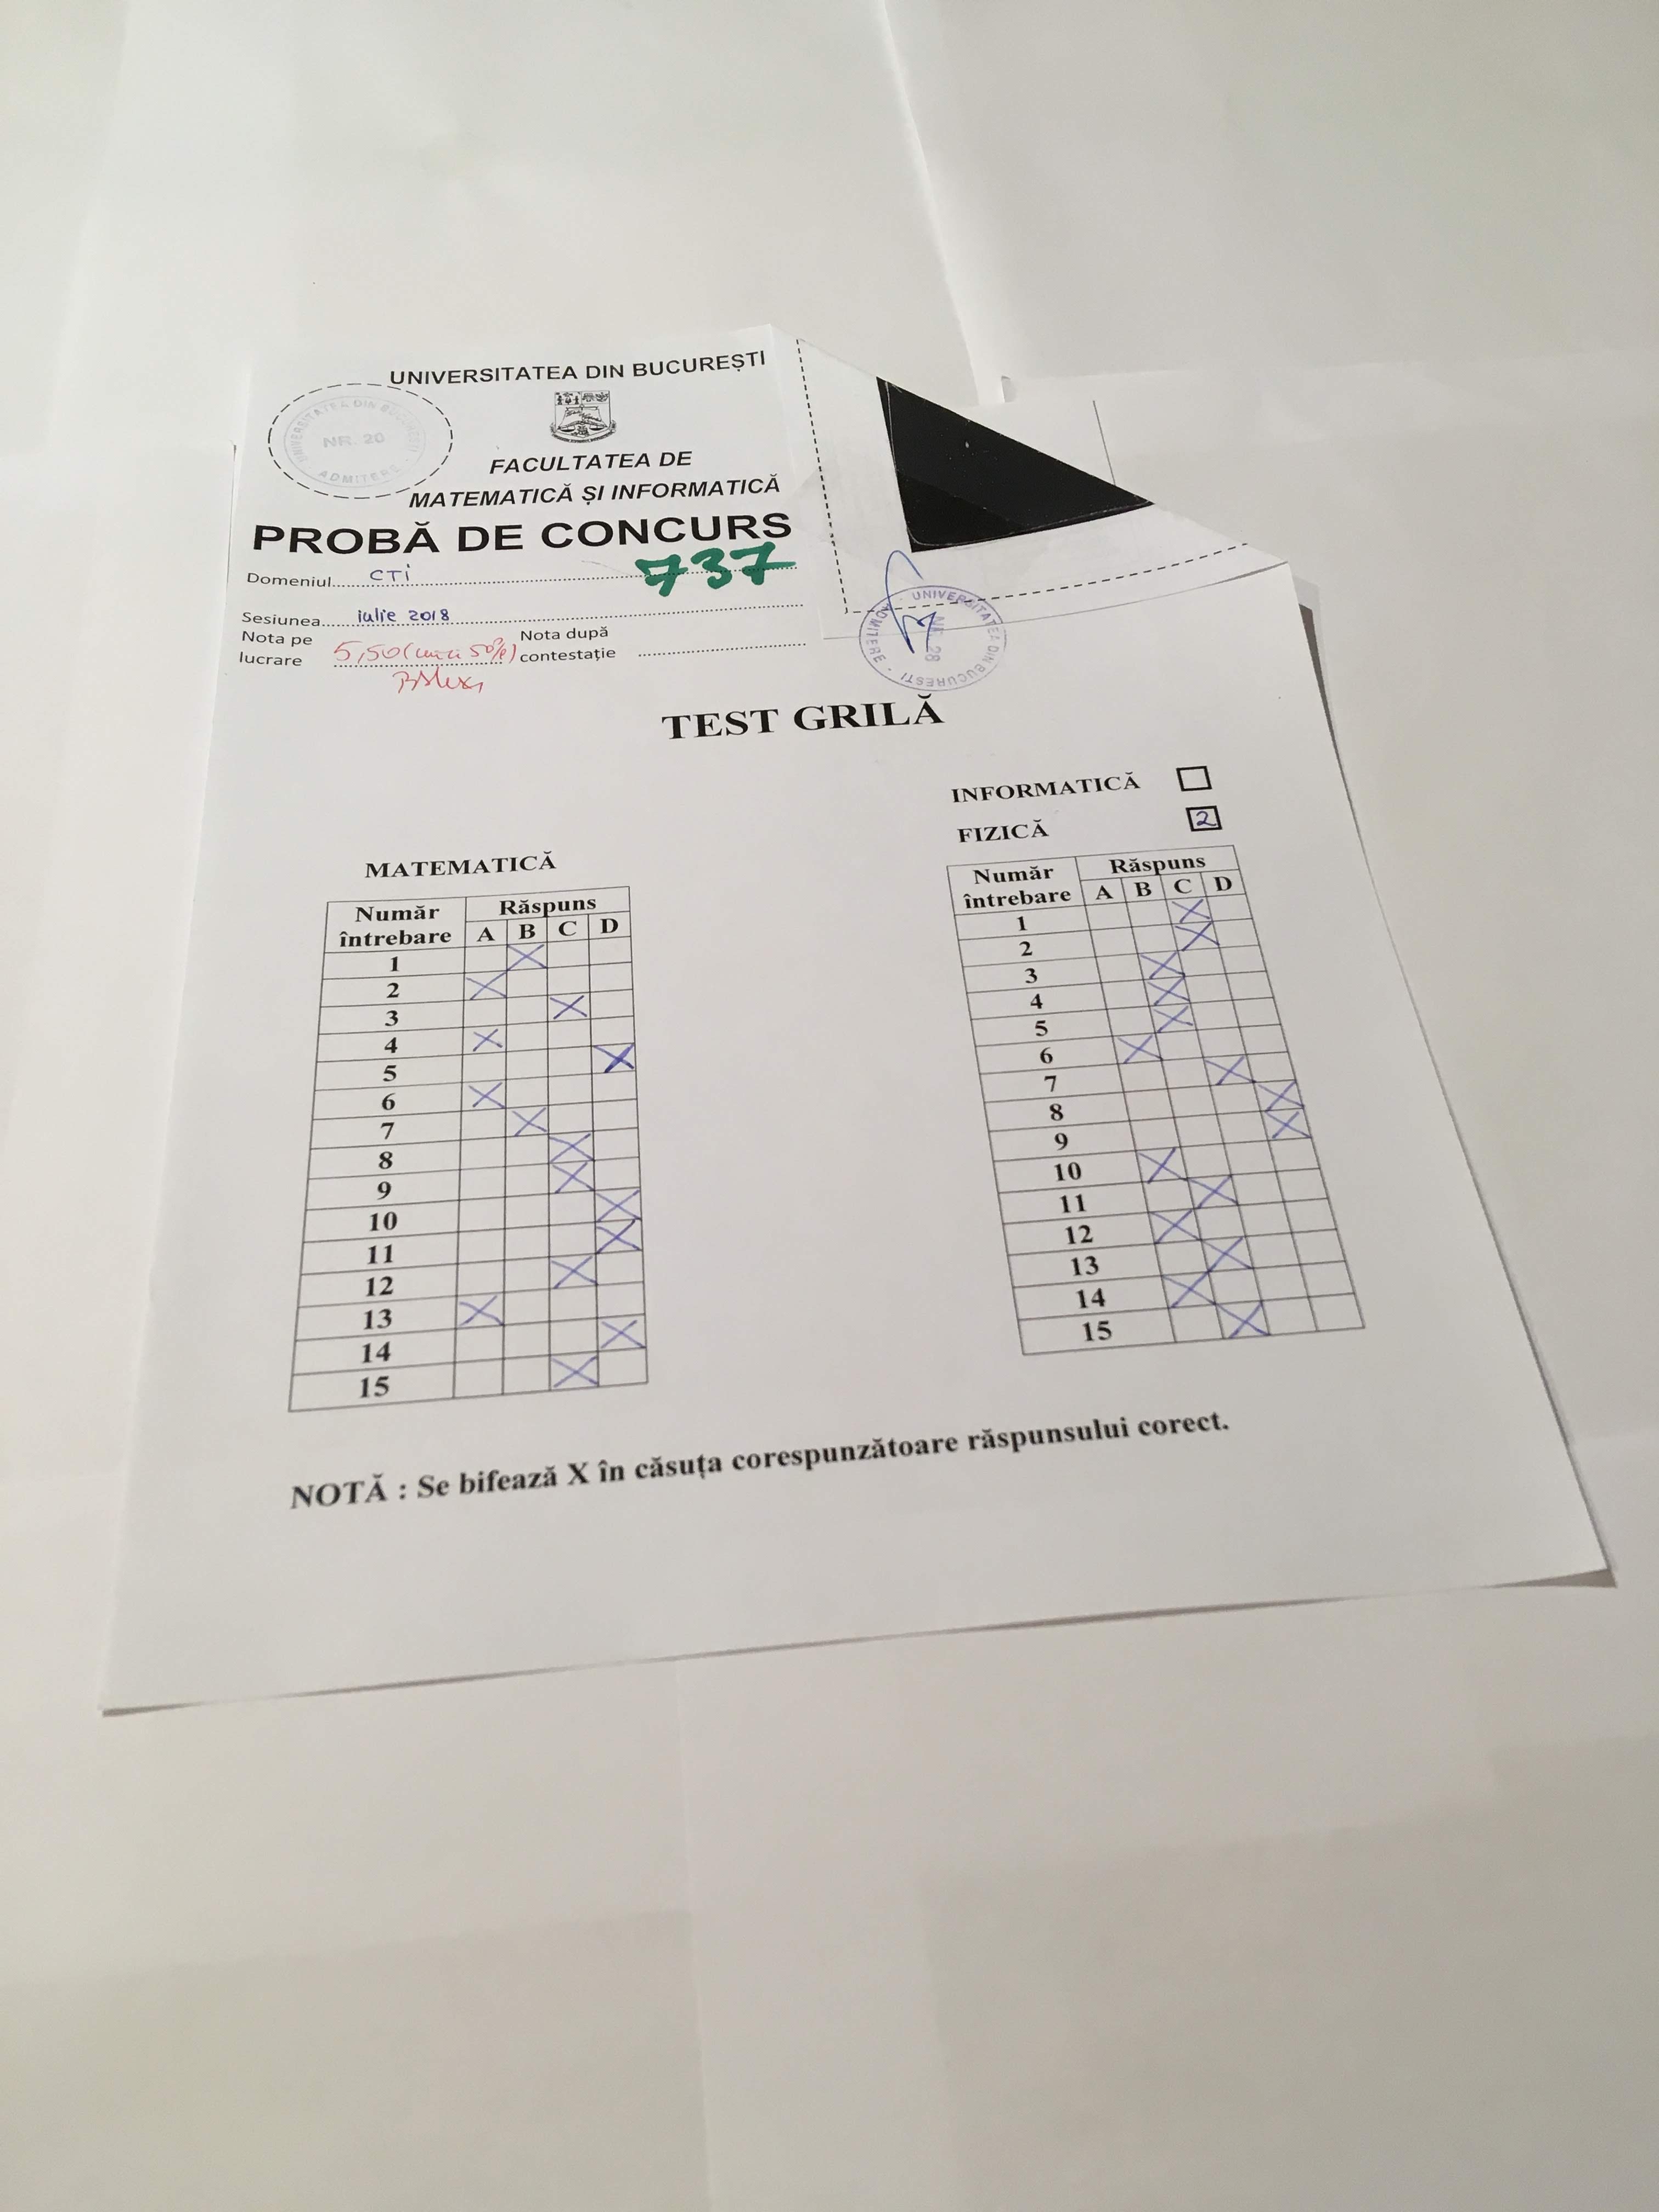 UNIVERSITATEA DIN BUCUREȘTI
UNIVERSITATEA DIN BUCUREȘTI
NR. 20
ADMITERE
FACULTATEA DE
MATEMATICĂ ȘI INFORMATICĂ
PROBĂ DE CONCURS
737
Domeniul CTi
Sesiunea iulie 2018
Nota pe lucrare 5,50 50%)
Nota după contestație
UNIVERSITATEA DIN BUCURESTI
ADMITERE
NR. 28
TEST GRILĂ
MATEMATICĂ
Număr întrebare Răspuns
A B C D
1 X
2 X
3 X
4 X
5 X
6 X
7 X
8 X
9 X
10 X
11 X
12 X
13 X
14 X
15 X
INFORMATICĂ
FIZICĂ 2
Număr întrebare Răspuns
A B C D
1 X
2 X
3 X
4 X
5 X
6 X
7 X
8 X
9 X
10 X
11 X
12 X
13 X
14 X
15 X
NOTĂ : Se bifează X în căsuța corespunzătoare răspunsului corect.